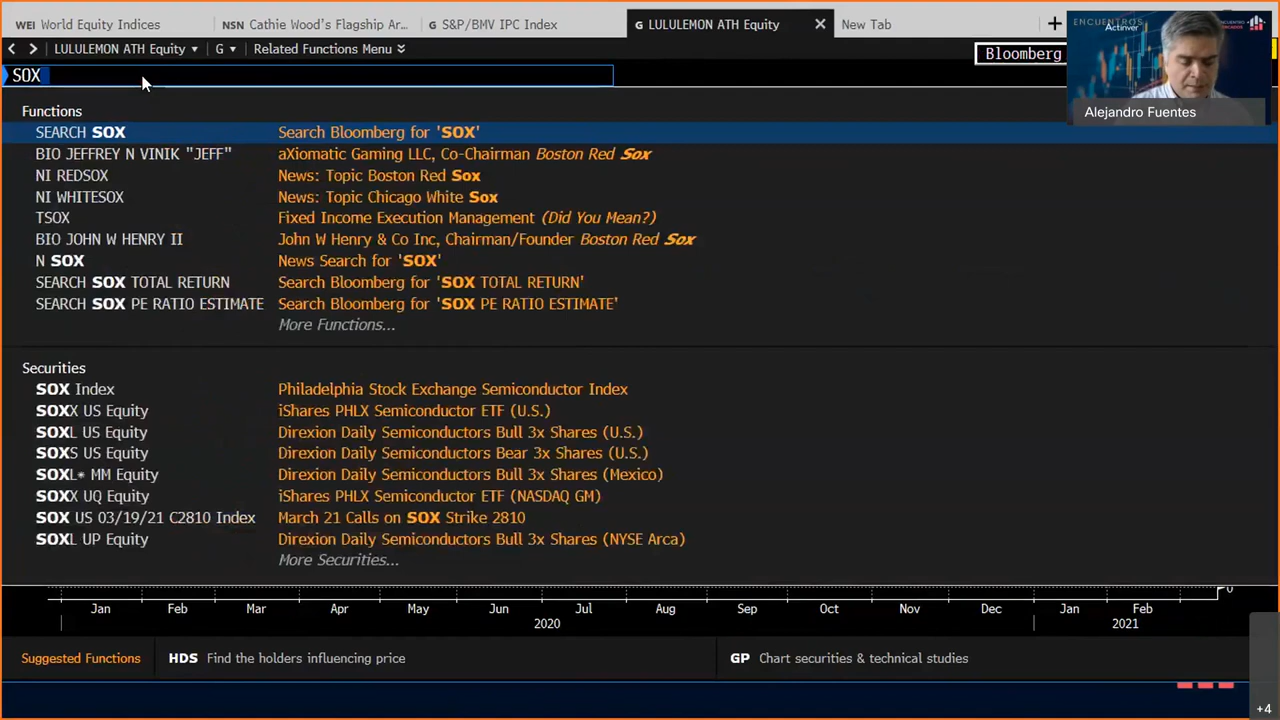 WEI World Equity Indices
NSN Cathie Wood's Flagship Ar...
G S&P/BMV IPC Index
G LULULEMON ATH Equity
New Tab
LULULEMON ATH Equity
G
Related Functions Menu
Bloomberg
ENCUENTROS
Actinver
Alejandro Fuentes
SOX
Functions
SEARCH SOX Search Bloomberg for 'SOX'
BIO JEFFREY N VINIK "JEFF" aXiomatic Gaming LLC, Co-Chairman Boston Red Sox
NI REDSOX News: Topic Boston Red Sox
NI WHITESOX News: Topic Chicago White Sox
TSOX Fixed Income Execution Management (Did You Mean?)
BIO JOHN W HENRY II John W Henry & Co Inc, Chairman/Founder Boston Red Sox
N SOX News Search for 'SOX'
SEARCH SOX TOTAL RETURN Search Bloomberg for 'SOX TOTAL RETURN'
SEARCH SOX PE RATIO ESTIMATE Search Bloomberg for 'SOX PE RATIO ESTIMATE'
More Functions...
Securities
SOX Index Philadelphia Stock Exchange Semiconductor Index
SOXX US Equity iShares PHLX Semiconductor ETF (U.S.)
SOXL US Equity Direxion Daily Semiconductors Bull 3x Shares (U.S.)
SOXS US Equity Direxion Daily Semiconductors Bear 3x Shares (U.S.)
SOXL* MM Equity Direxion Daily Semiconductors Bull 3x Shares (Mexico)
SOXX UQ Equity iShares PHLX Semiconductor ETF (NASDAQ GM)
SOX US 03/19/21 C2810 Index March 21 Calls on SOX Strike 2810
SOXL UP Equity Direxion Daily Semiconductors Bull 3x Shares (NYSE Arca)
More Securities...
Jan Feb Mar Apr May Jun Jul Aug Sep Oct Nov Dec Jan Feb
2020 2021
Suggested Functions HDS Find the holders influencing price GP Chart securities & technical studies
+4